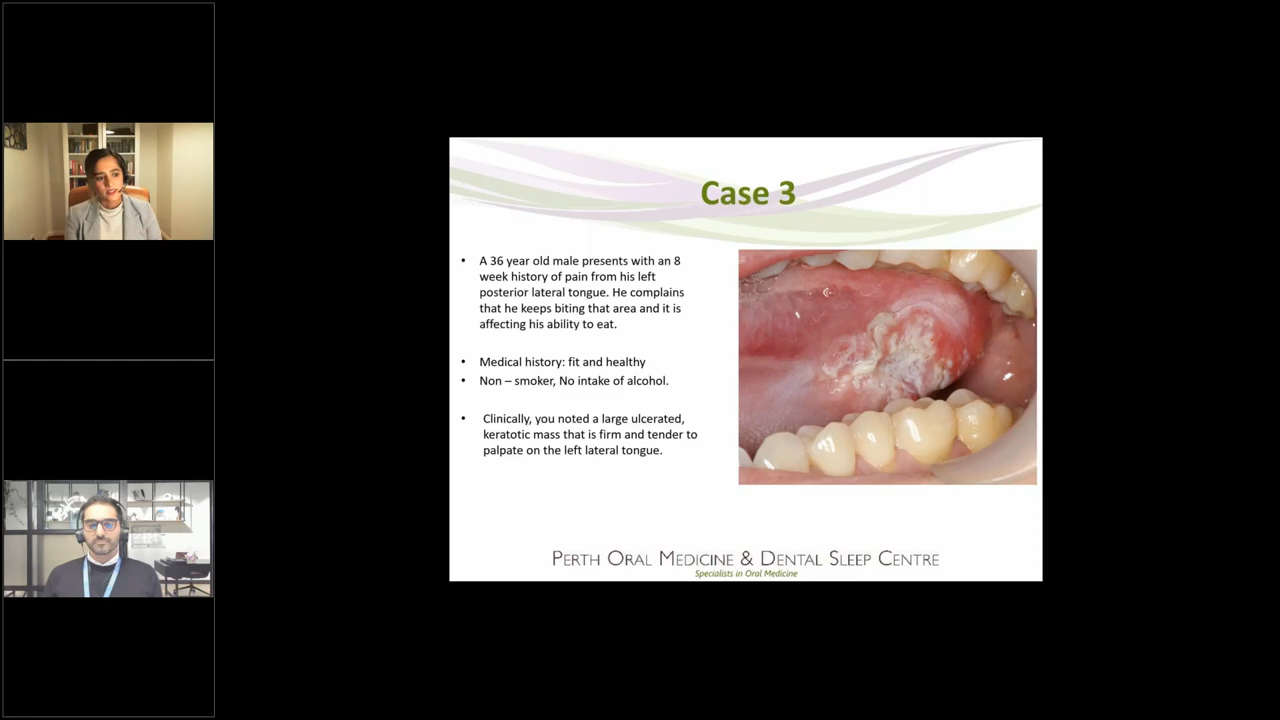 Case 3
• A 36 year old male presents with an 8
week history of pain from his left
posterior lateral tongue. He complains
that he keeps biting that area and it is
affecting his ability to eat.
• Medical history: fit and healthy
• Non – smoker, No intake of alcohol.
• Clinically, you noted a large ulcerated,
keratotic mass that is firm and tender to
palpate on the left lateral tongue.
PERTH ORAL MEDICINE & DENTAL SLEEP CENTRE
Specialists in Oral Medicine